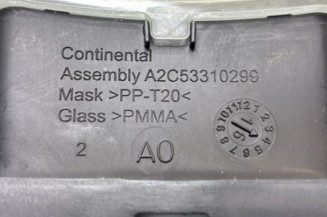 Continental
Assembly A2C53310299
Mask >PP-T20<
Glass >PMMA<
2 A0